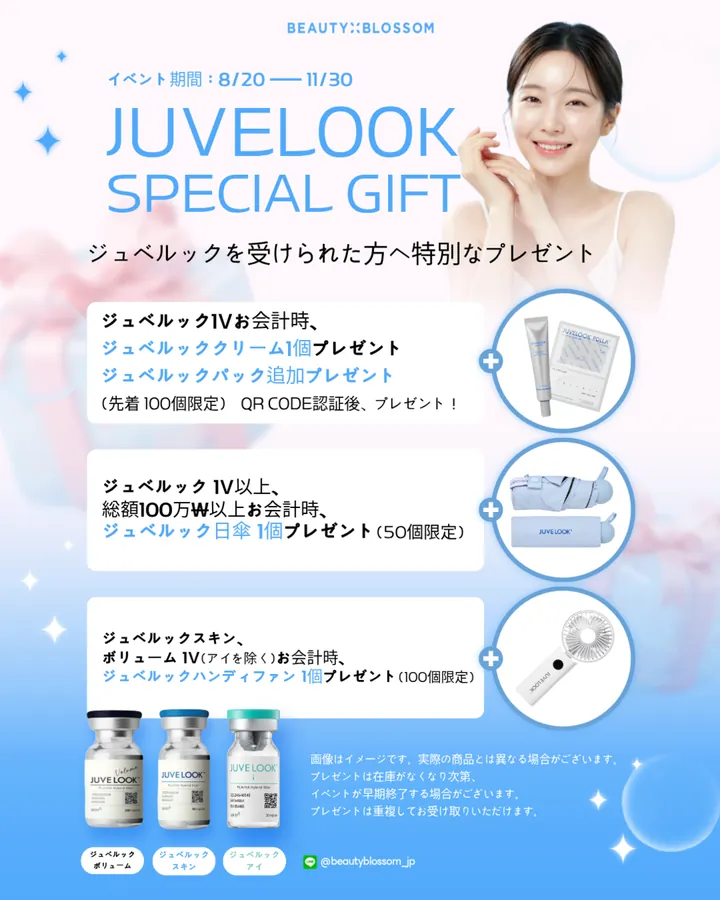 BEAUTY BLOSSOM
イベント期間：8/20 — 11/30
JUVELOOK
SPECIAL GIFT
ジュベルックを受けられた方へ特別なプレゼント
ジュベルック1Vお会計時、
ジュベルッククリーム1個プレゼント
ジュベルックパック追加プレゼント
（先着 100個限定） QR CODE認証後、プレゼント！
ジュベルック 1V以上、
総額100万₩以上お会計時、
ジュベルック日傘 1個プレゼント（50個限定）
JUVE LOOK
ジュベルックスキン、
ボリューム 1V(アイを除く)お会計時、
ジュベルックハンディファン 1個プレゼント(100個限定)
JUVE LOOK
Volume
JUVE LOOK
JUVE LOOK
JUVE LOOK
画像はイメージです。実際の商品とは異なる場合がございます。
プレゼントは在庫がなくなり次第、
イベントが早期終了する場合がございます。
プレゼントは重複してお受け取りいただけます。
ジュベルック
ボリューム
ジュベルック
スキン
ジュベルック
アイ
LINE @beautyblossom_jp